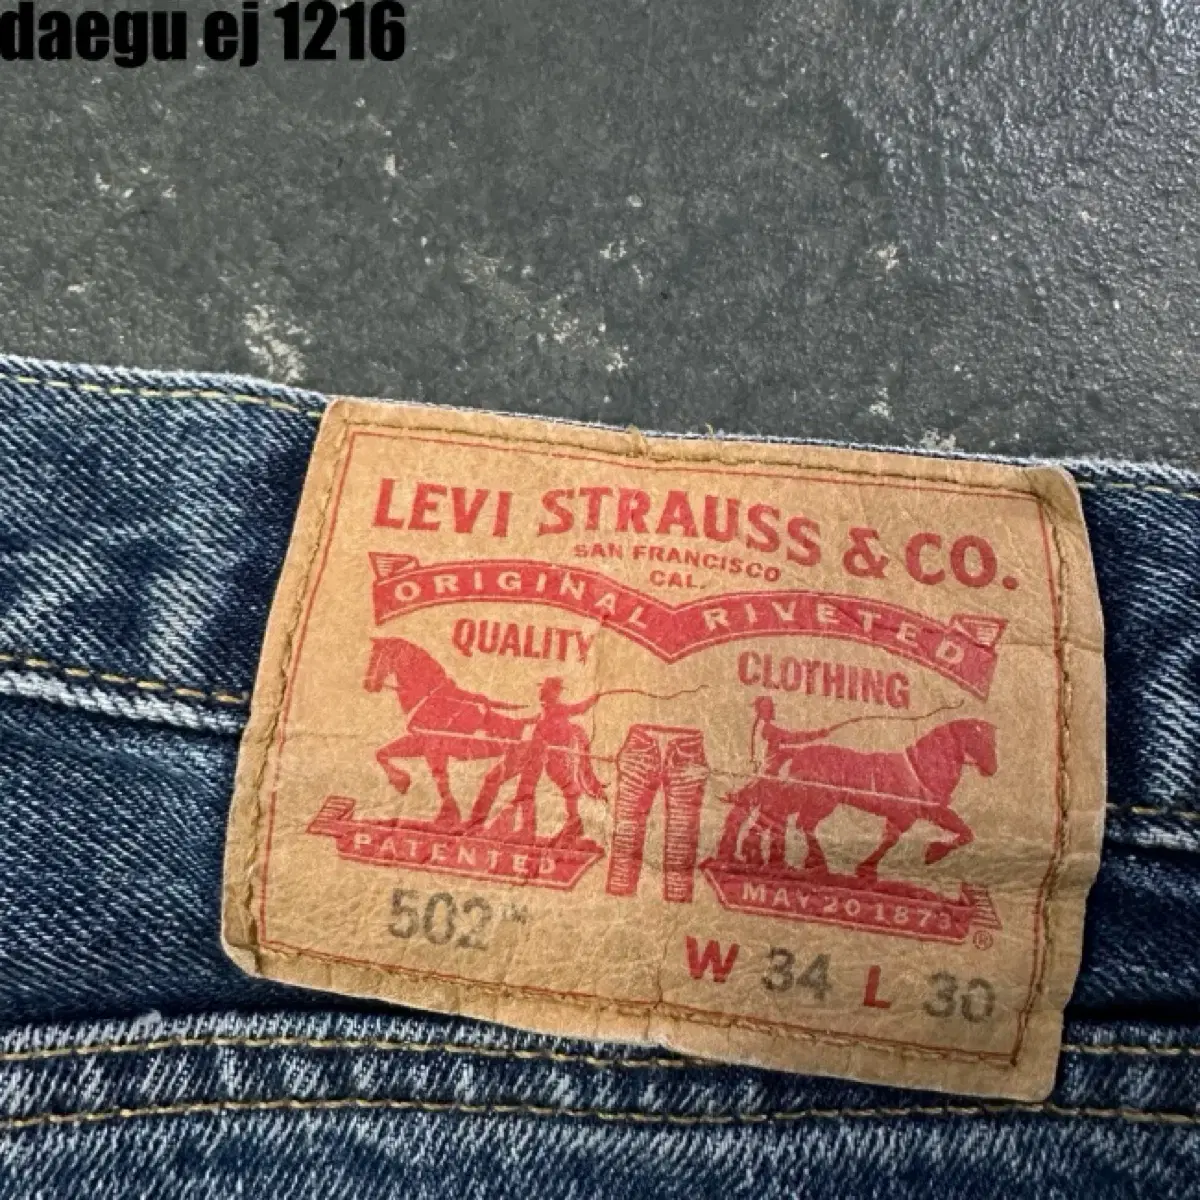 daegu ej 1216
LEVI STRAUSS & CO.
SAN FRANCISCO
CAL.
ORIGINAL RIVETED
QUALITY CLOTHING
PATENTED
MAY 20 1873 ®
502™
W 34 L 30